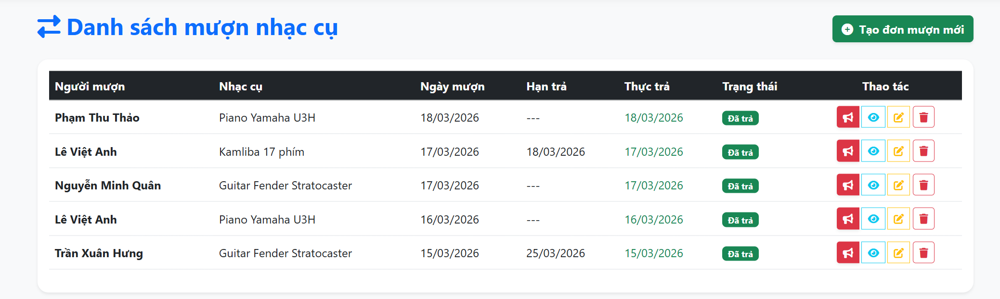 Danh sách mượn nhạc cụ
Tạo đơn mượn mới
Người mượn Nhạc cụ Ngày mượn Hạn trả Thực trả Trạng thái Thao tác
Phạm Thu Thảo Piano Yamaha U3H 18/03/2026 --- 18/03/2026 Đã trả
Lê Việt Anh Kamliba 17 phím 17/03/2026 18/03/2026 17/03/2026 Đã trả
Nguyễn Minh Quân Guitar Fender Stratocaster 17/03/2026 --- 17/03/2026 Đã trả
Lê Việt Anh Piano Yamaha U3H 16/03/2026 --- 16/03/2026 Đã trả
Trần Xuân Hưng Guitar Fender Stratocaster 15/03/2026 25/03/2026 15/03/2026 Đã trả